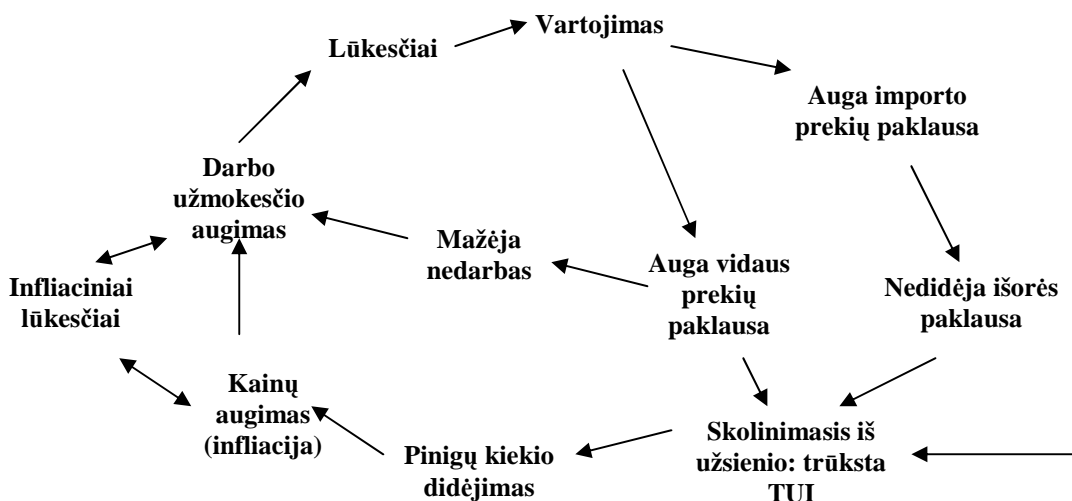 Vartojimas
Lūkesčiai
Auga importo
prekių paklausa
Darbo
užmokesčio
augimas
Mažėja
nedarbas
Auga vidaus
prekių
paklausa
Nedidėja išorės
paklausa
Infliaciniai
lūkesčiai
Kainų
augimas
(infliacija)
Pinigų kiekio
didėjimas
Skolinimasis iš
užsienio: trūksta
TUI